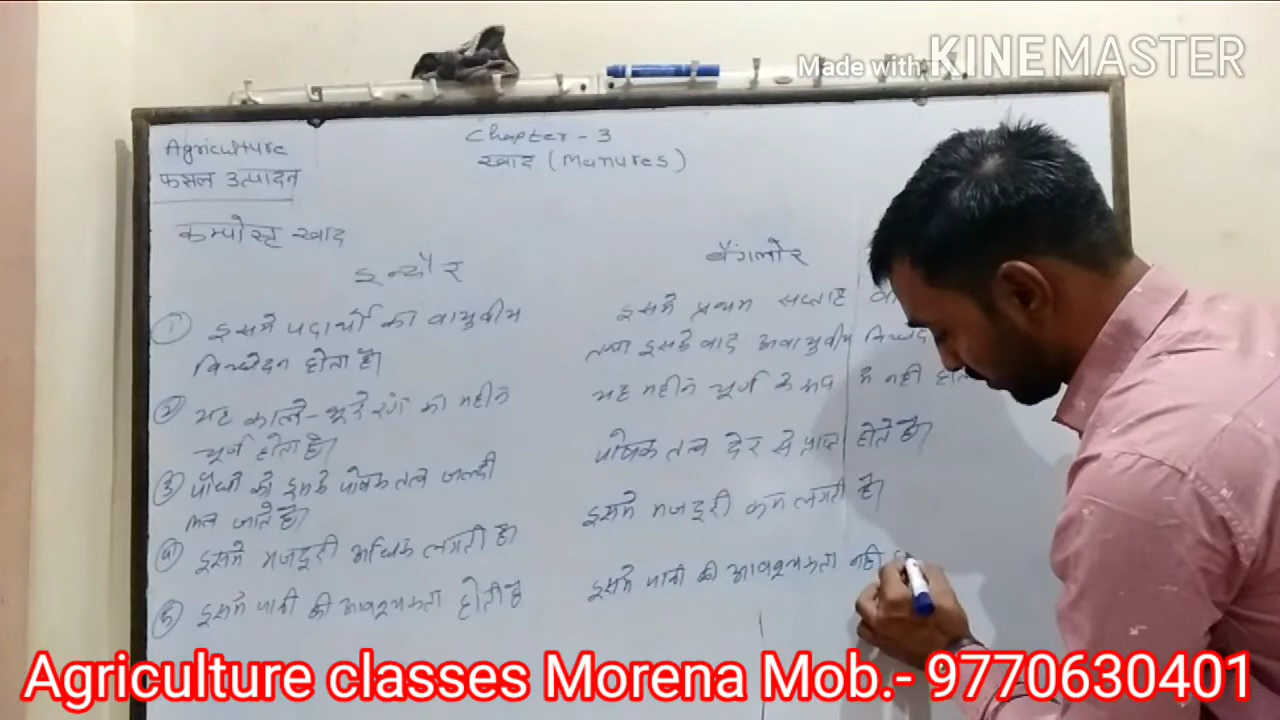 Made with KINEMASTER
Agriculture
फसल उत्पादन
Chapter - 3
खाद (Manures)
कम्पोस्ट खाद
इन्दौर
बैंगलोर
① इसमे पदार्थो का वायुवीय
विच्छेदन होता है।
② यह काले-भूरे रंग का महीन
चूर्ण होता है।
③ पौधों को इसके पोषक तत्व जल्दी
मिल जाते है।
④ इसमे मजदूरी अधिक लगती है।
⑤ इसमे पानी की आवश्यकता होती है
इसमे प्रथम सप्ताह
तथा इसके बाद अवायुवीय विच्छेद
यह महीन चूर्ण के रूप मे नही होता
पोषक तत्व देर से प्राप्त होते है।
इसमे मजदूरी कम लगती है।
इसमे पानी की आवश्यकता नही
Agriculture classes Morena Mob.- 9770630401